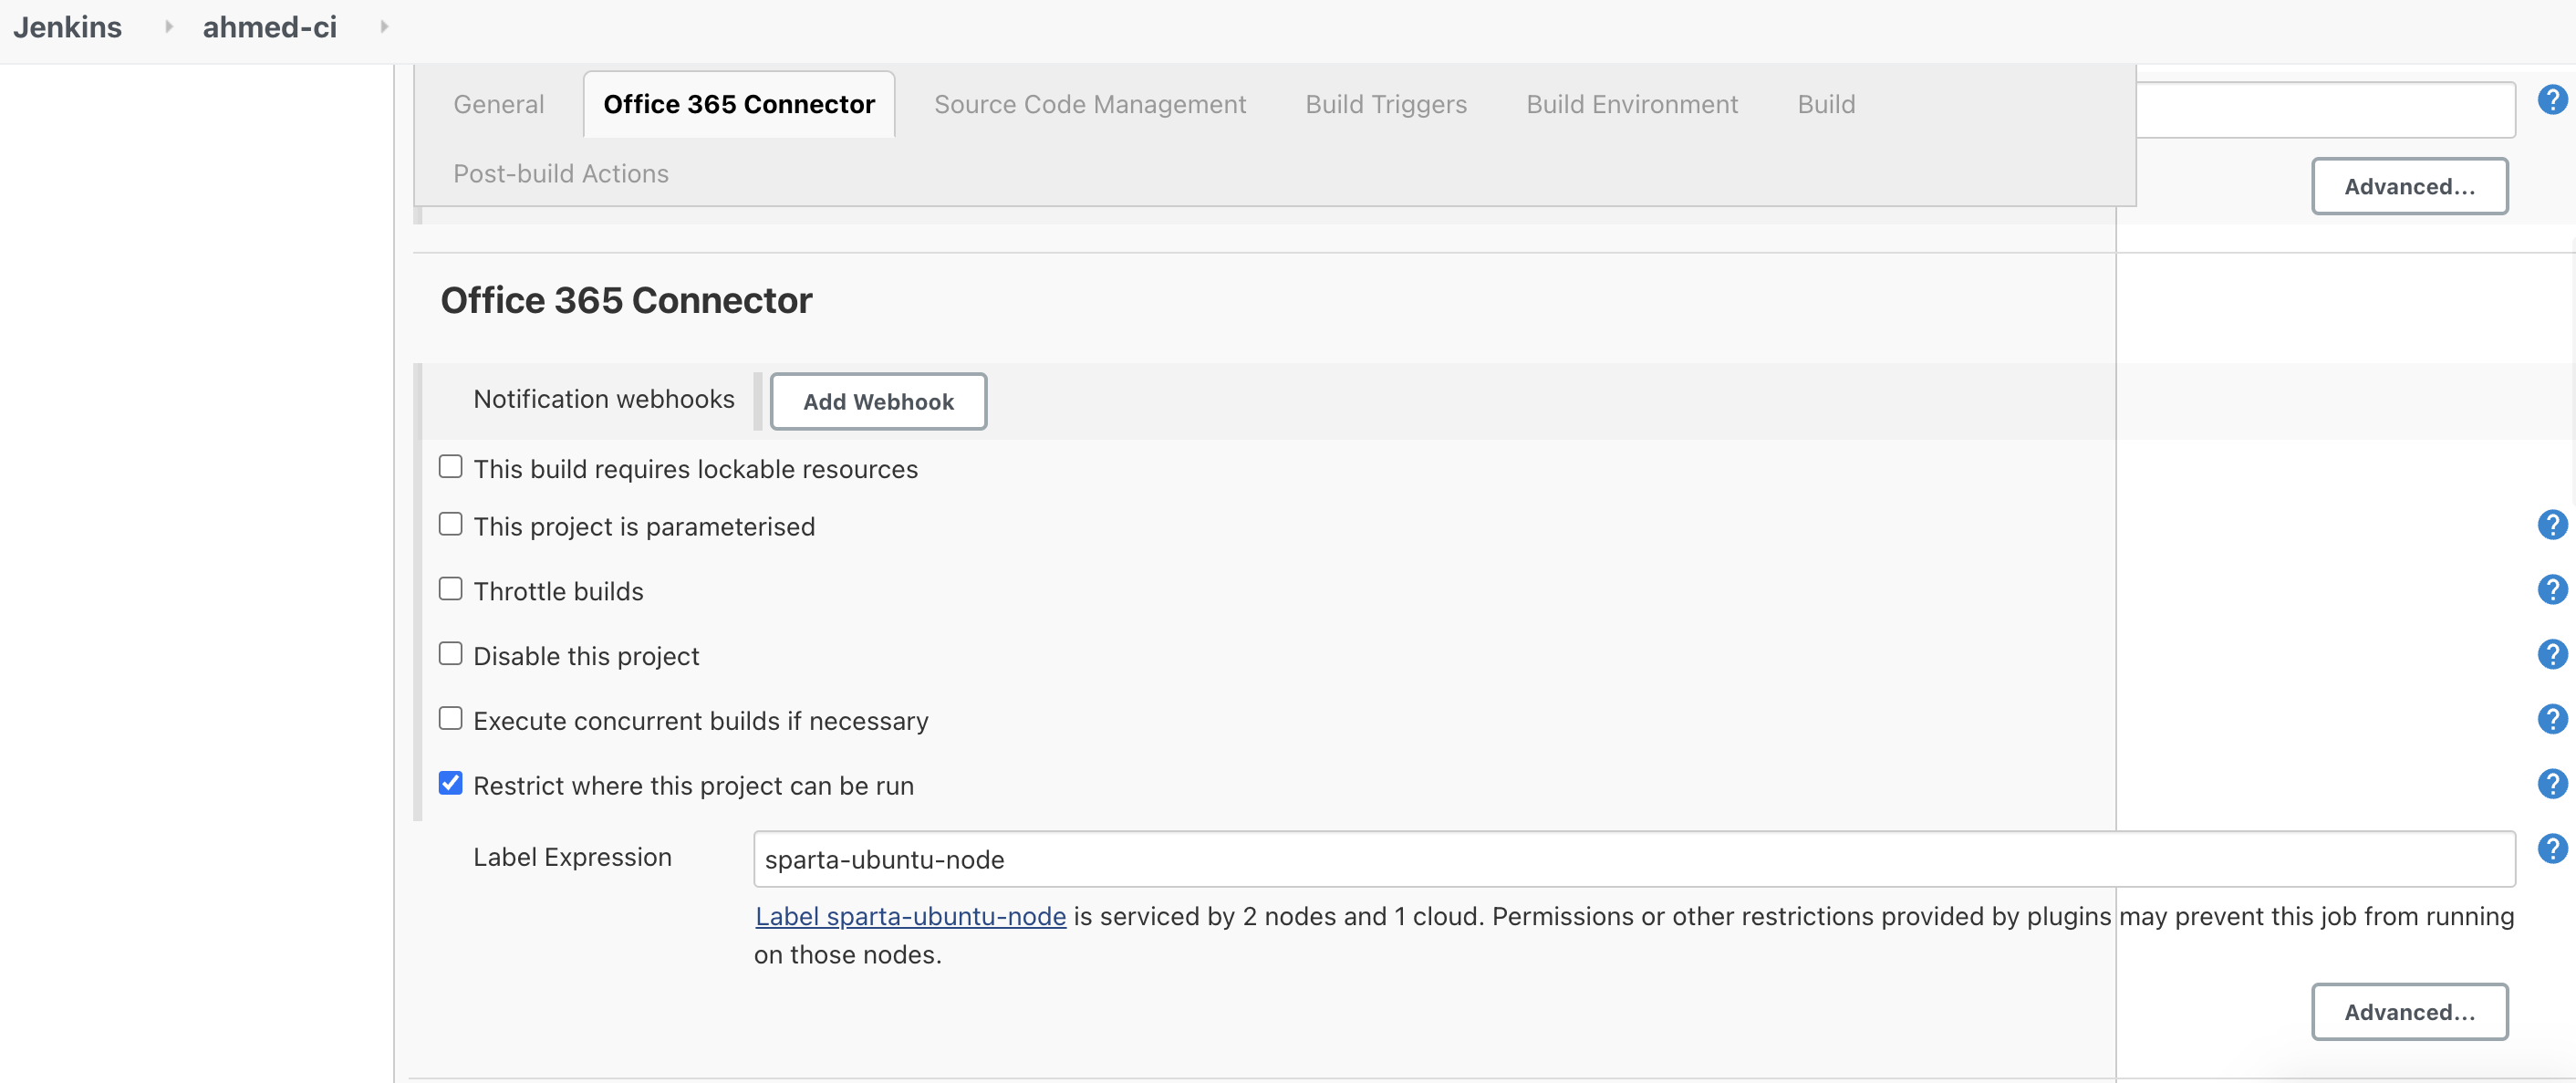 Jenkins ahmed-ci
General Office 365 Connector Source Code Management Build Triggers Build Environment Build
Post-build Actions
Advanced...
Office 365 Connector
Notification webhooks Add Webhook
This build requires lockable resources
This project is parameterised
Throttle builds
Disable this project
Execute concurrent builds if necessary
Restrict where this project can be run
Label Expression sparta-ubuntu-node
Label sparta-ubuntu-node is serviced by 2 nodes and 1 cloud. Permissions or other restrictions provided by plugins may prevent this job from running
on those nodes.
Advanced...